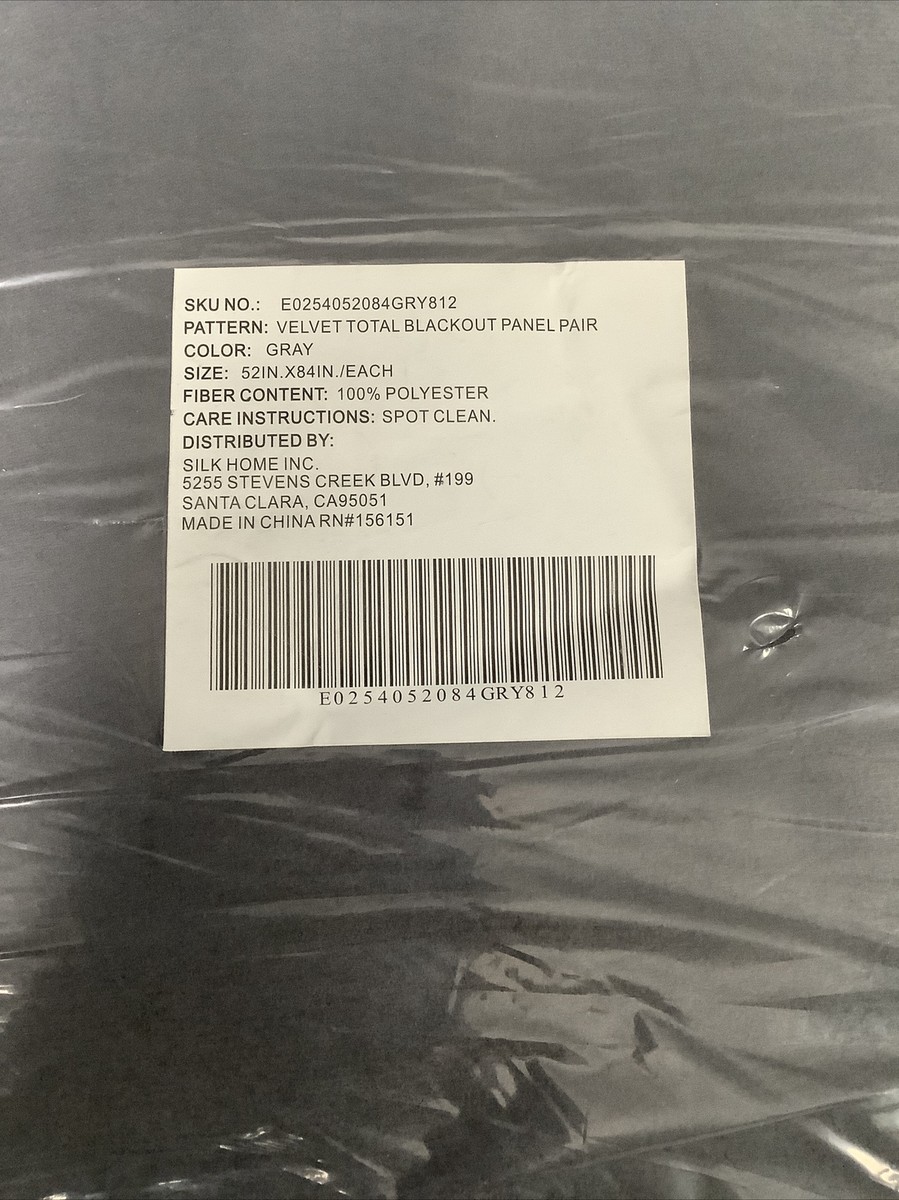 SKU NO.: E0254052084GRY812
PATTERN: VELVET TOTAL BLACKOUT PANEL PAIR
COLOR: GRAY
SIZE: 52IN.X84IN./EACH
FIBER CONTENT: 100% POLYESTER
CARE INSTRUCTIONS: SPOT CLEAN.
DISTRIBUTED BY:
SILK HOME INC.
5255 STEVENS CREEK BLVD, #199
SANTA CLARA, CA95051
MADE IN CHINA RN#156151
E0254052084GRY812